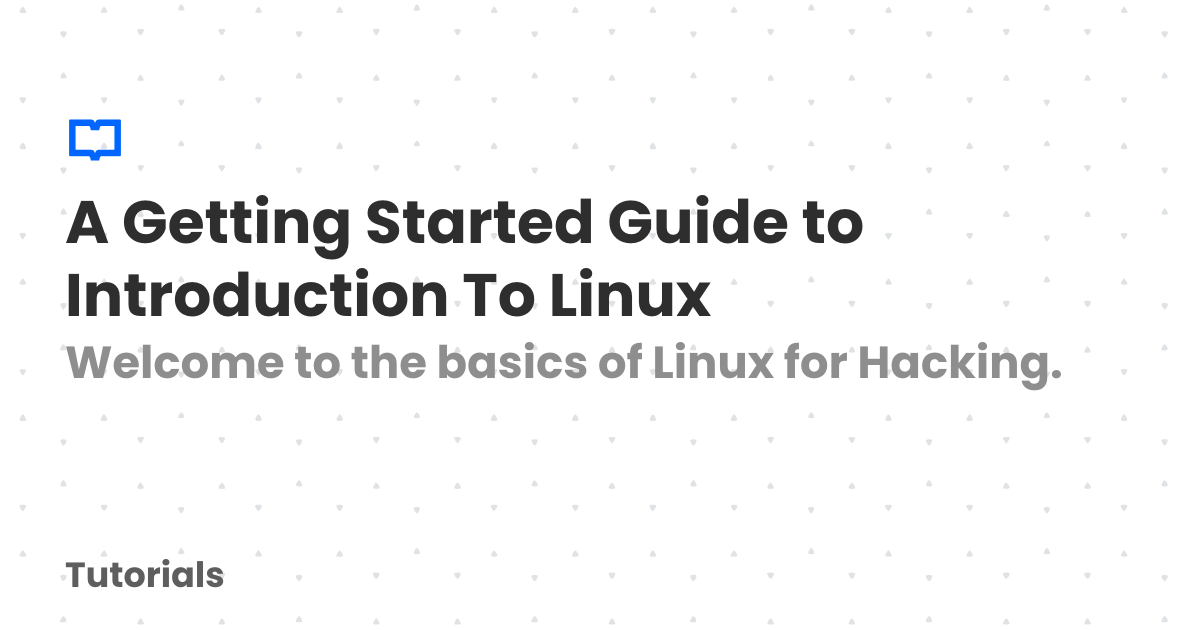 A Getting Started Guide to
Introduction To Linux
Welcome to the basics of Linux for Hacking.
Tutorials